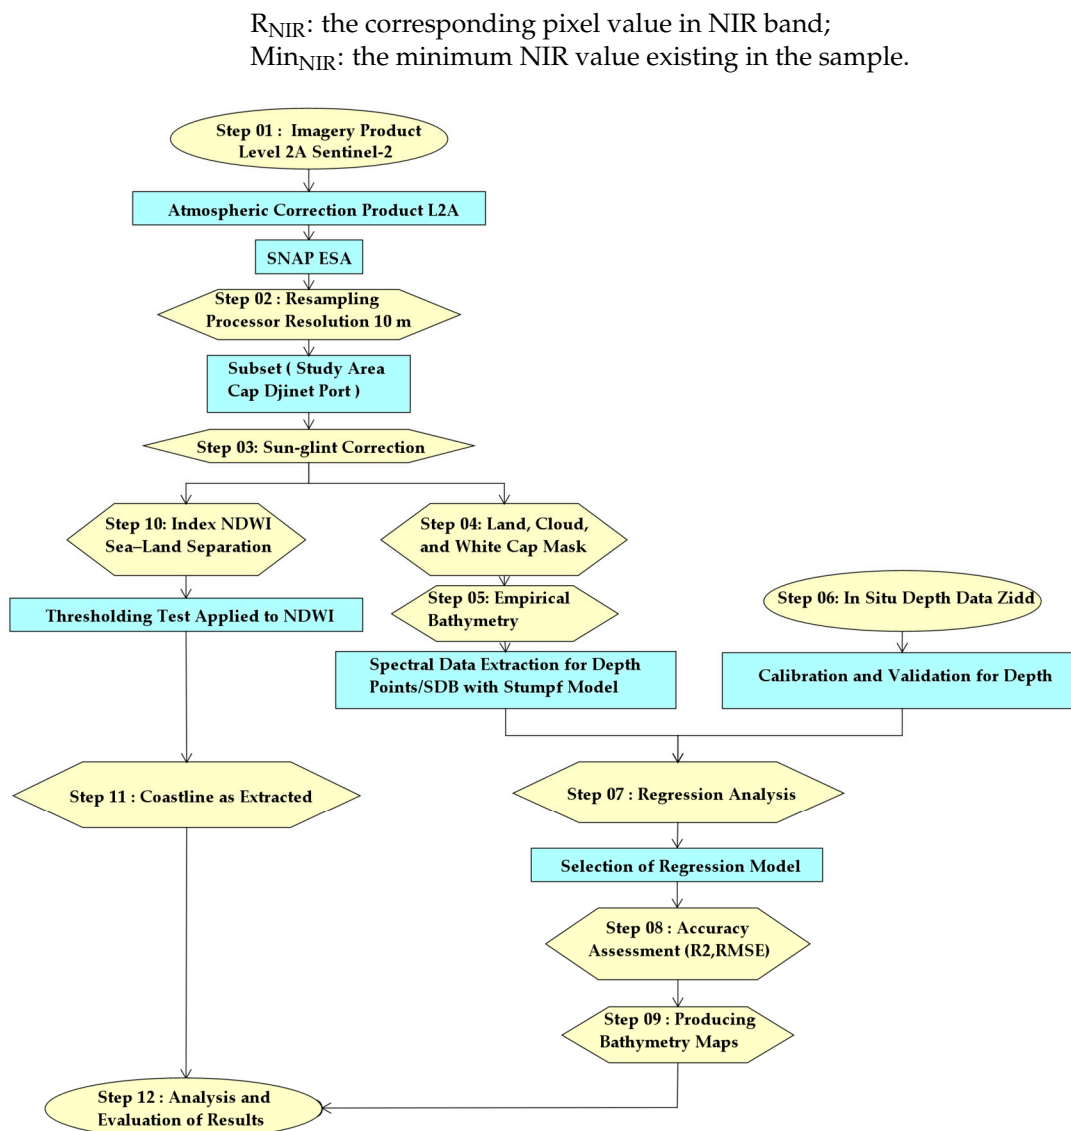 R_NIR: the corresponding pixel value in NIR band;
Min_NIR: the minimum NIR value existing in the sample.
Step 01 : Imagery Product
Level 2A Sentinel-2
Atmospheric Correction Product L2A
SNAP ESA
Step 02 : Resampling
Processor Resolution 10 m
Subset ( Study Area
Cap Djinet Port )
Step 03: Sun-glint Correction
Step 10: Index NDWI
Sea–Land Separation
Thresholding Test Applied to NDWI
Step 04: Land, Cloud,
and White Cap Mask
Step 05: Empirical
Bathymetry
Spectral Data Extraction for Depth
Points/SDB with Stumpf Model
Step 06: In Situ Depth Data Zidd
Calibration and Validation for Depth
Step 11 : Coastline as Extracted
Step 07 : Regression Analysis
Selection of Regression Model
Step 08 : Accuracy
Assessment (R2,RMSE)
Step 09 : Producing
Bathymetry Maps
Step 12 : Analysis and
Evaluation of Results